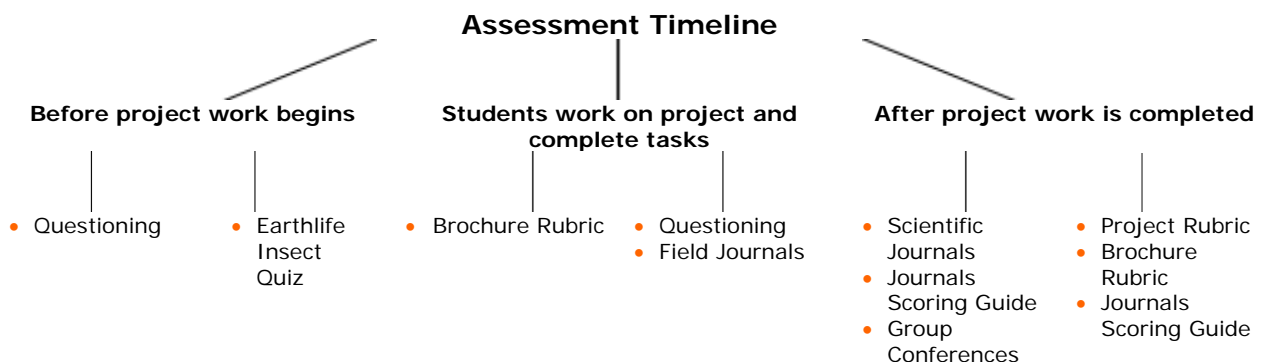 Assessment Timeline
Before project work begins
Students work on project and
complete tasks
After project work is completed
• Questioning
• Earthlife
Insect
Quiz
• Brochure Rubric
• Questioning
• Field Journals
• Scientific
Journals
• Journals
Scoring Guide
• Group
Conferences
• Project Rubric
• Brochure
Rubric
• Journals
Scoring Guide